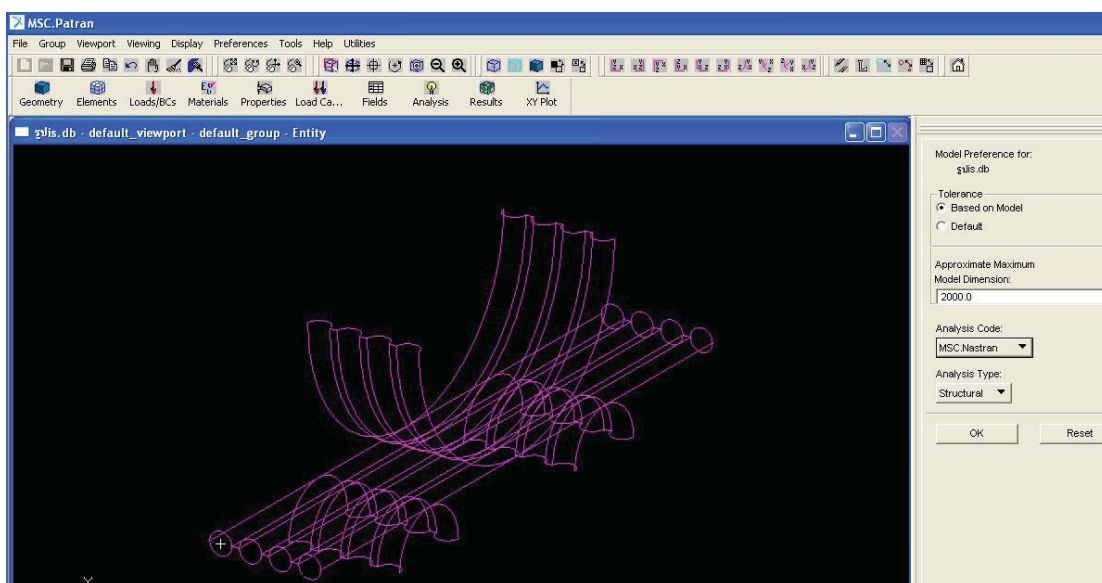 MSC.Patran
File Group Viewport Viewing Display Preferences Tools Help Utilities
Geometry Elements Loads/BCs Materials Properties Load Ca... Fields Analysis Results XY Plot
.db - default_viewport - default_group - Entity
Model Preference for:
.db
Tolerance
Based on Model
Default
Approximate Maximum
Model Dimension:
2000.0
Analysis Code:
MSC.Nastran
Analysis Type:
Structural
OK Reset